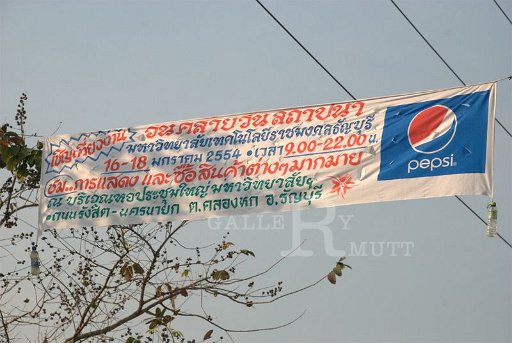 เชิญเที่ยวงาน วันคล้ายวันสถาปนา
มหาวิทยาลัยเทคโนโลยีราชมงคลธัญบุรี
16-18 มกราคม 2554 • เวลา 9.00-22.00 น.
ชม..การแสดง และซื้อสินค้าต่างๆมากมาย
ณ บริเวณหอประชุมใหญ่ มหาวิทยาลัยฯ
• ถนนรังสิต-นครนายก ต.คลองหก อ.ธัญบุรี
pepsi
GALLERY
RMUTT